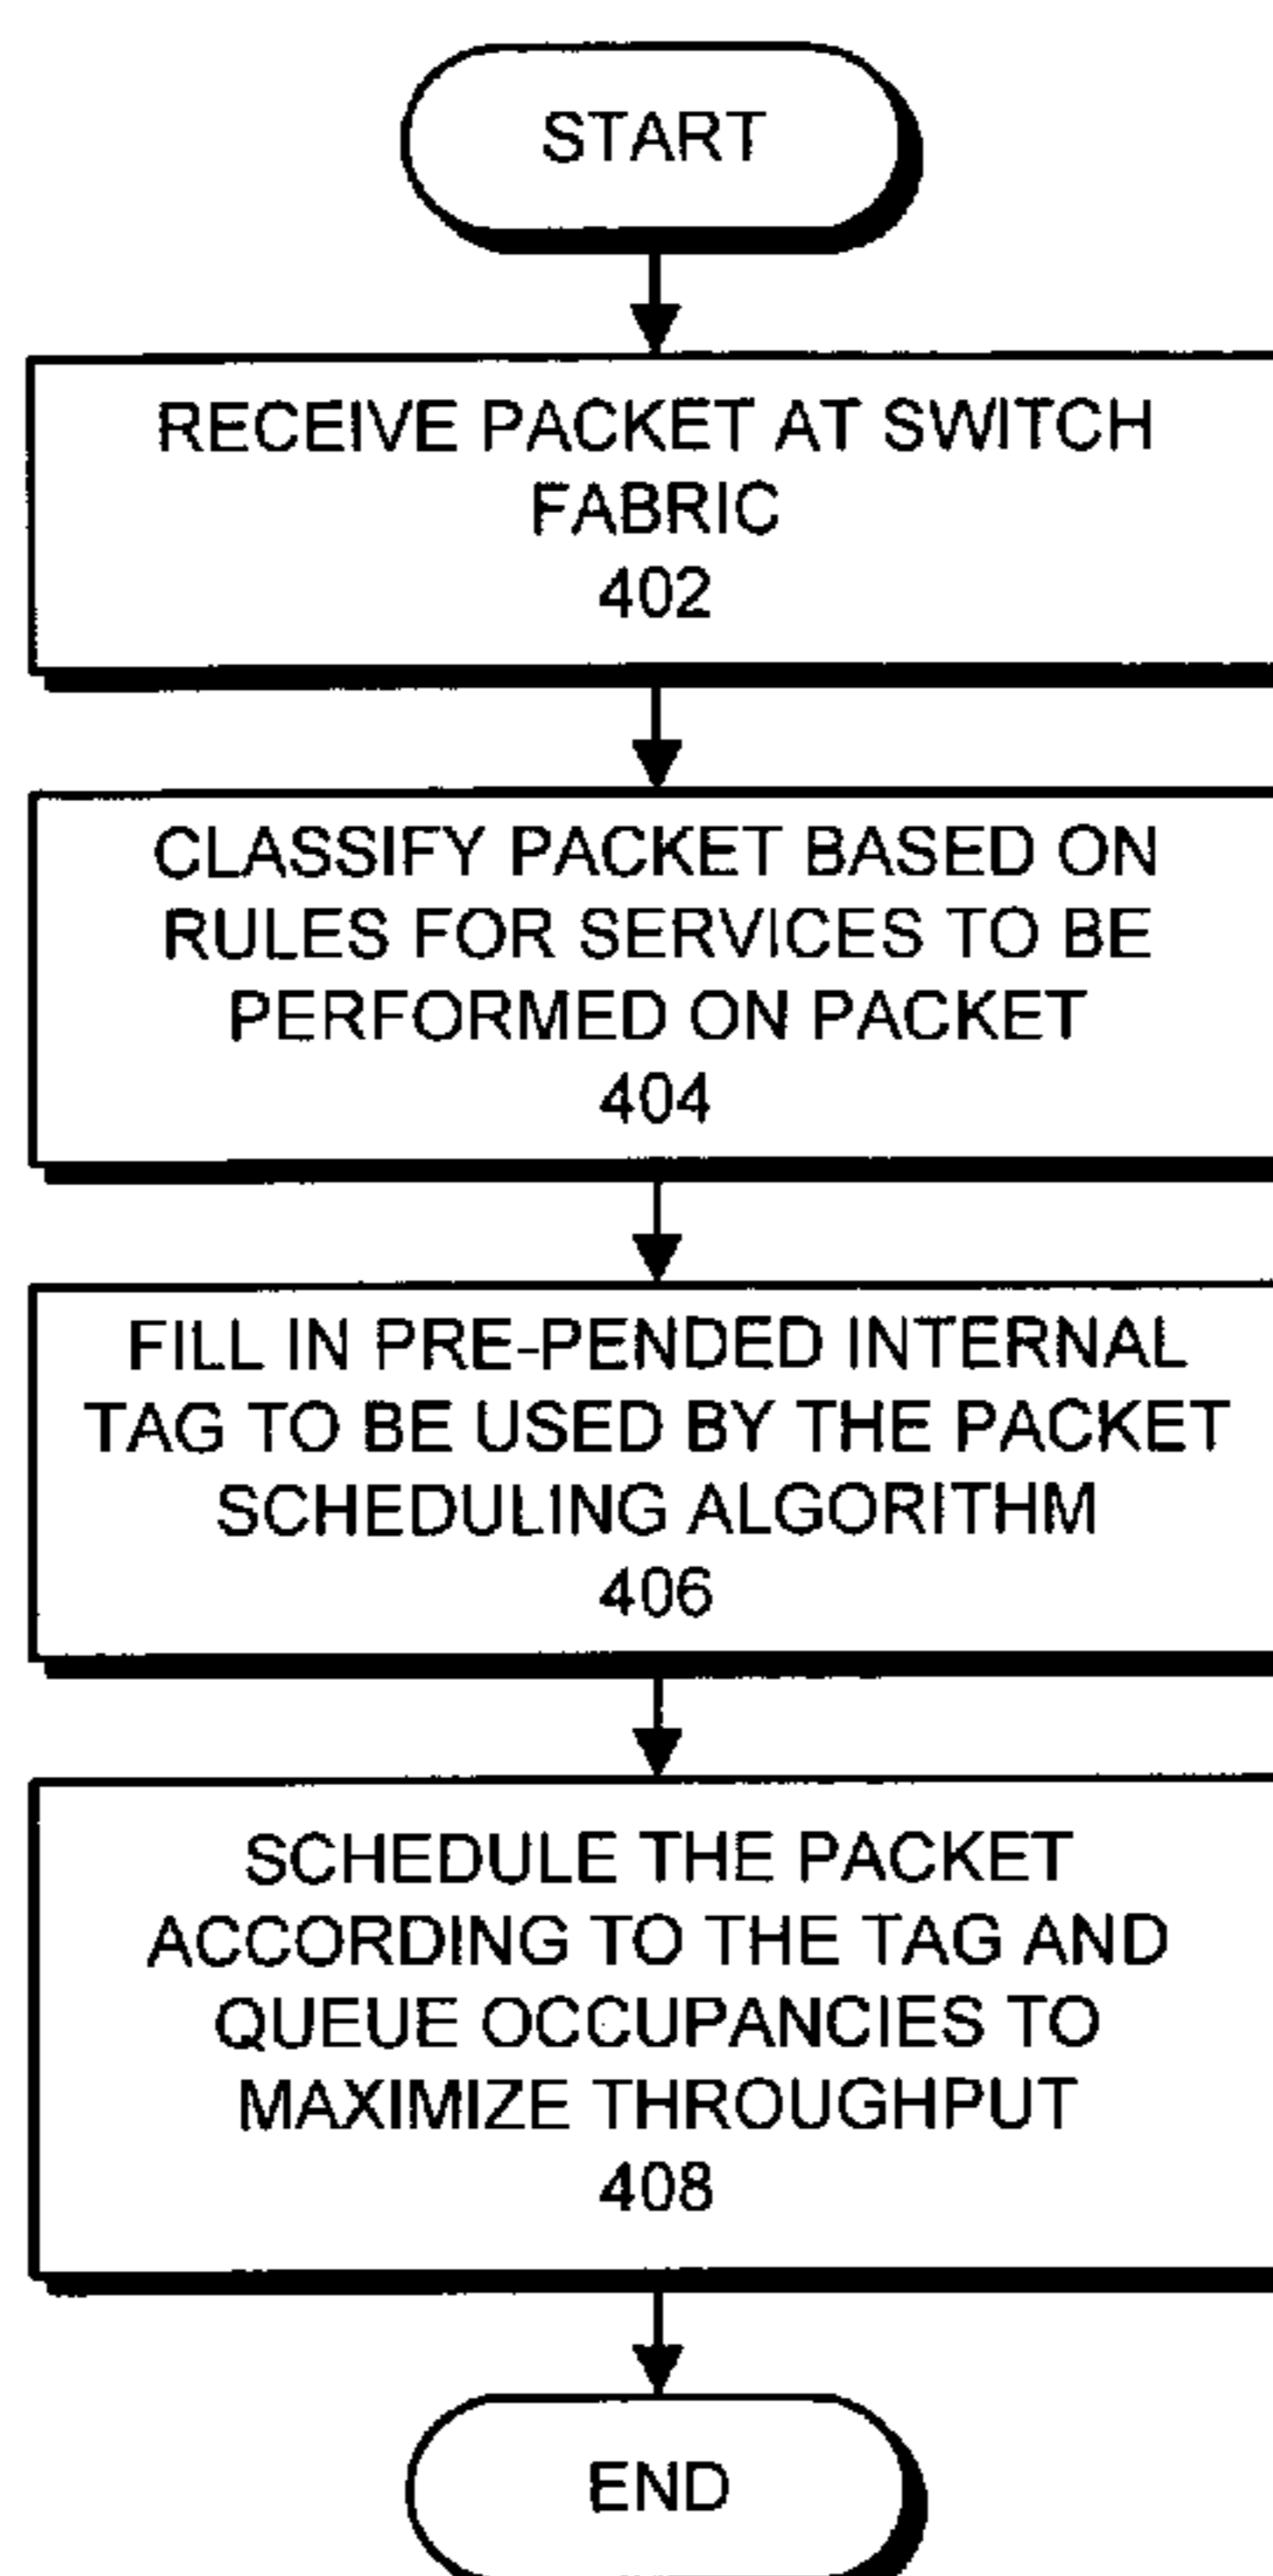 START
RECEIVE PACKET AT SWITCH
FABRIC
402
CLASSIFY PACKET BASED ON
RULES FOR SERVICES TO BE
PERFORMED ON PACKET
404
FILL IN PRE-PENDED INTERNAL
TAG TO BE USED BY THE PACKET
SCHEDULING ALGORITHM
406
SCHEDULE THE PACKET
ACCORDING TO THE TAG AND
QUEUE OCCUPANCIES TO
MAXIMIZE THROUGHPUT
408
END